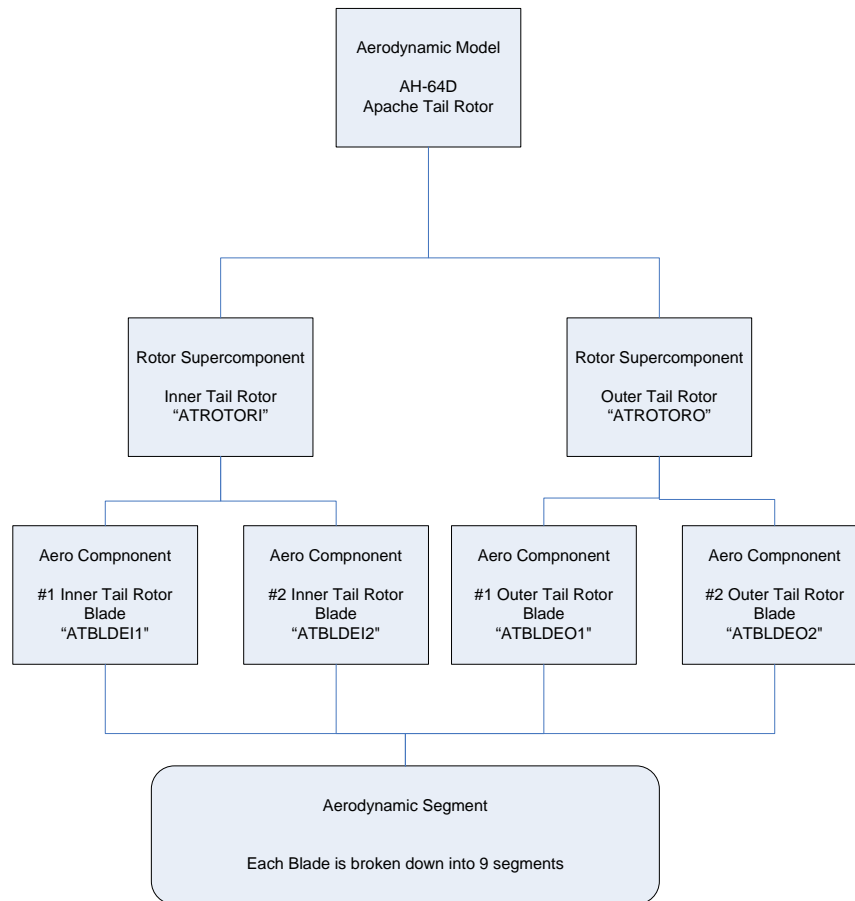 Aerodynamic Model
AH-64D
Apache Tail Rotor
Rotor Supercomponent
Inner Tail Rotor
“ATROTORI”
Rotor Supercomponent
Outer Tail Rotor
“ATROTORO”
Aero Compnonent
#1 Inner Tail Rotor
Blade
“ATBLDEI1"
Aero Compnonent
#2 Inner Tail Rotor
Blade
“ATBLDEI2"
Aero Compnonent
#1 Outer Tail Rotor
Blade
“ATBLDEO1"
Aero Compnonent
#2 Outer Tail Rotor
Blade
“ATBLDEO2"
Aerodynamic Segment
Each Blade is broken down into 9 segments